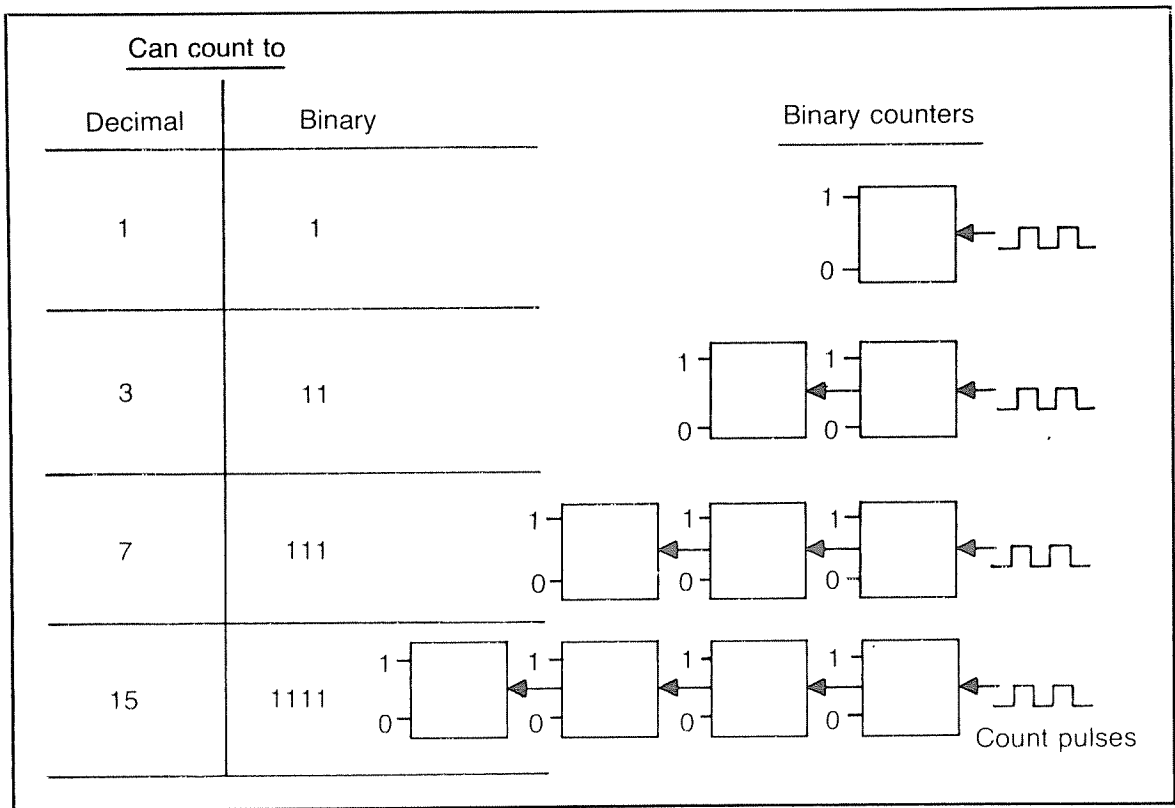 Can count to
Decimal Binary
Binary counters
1 1
1
0
3 11
1 1
0 0
7 111
1 1 1
0 0 0
15 1111
1 1 1 1
0 0 0 0
Count pulses